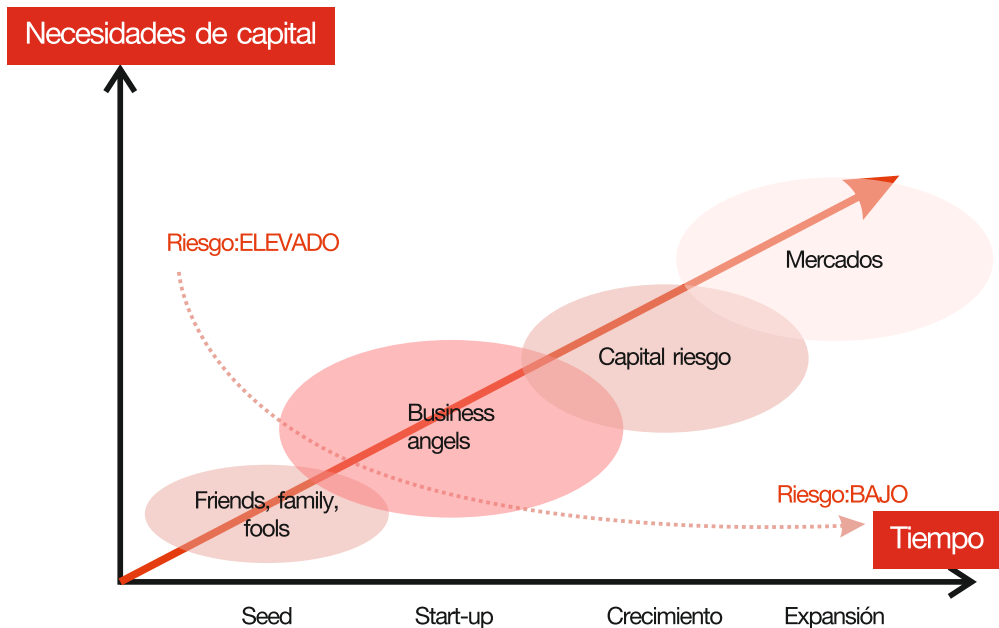 Necesidades de capital
Riesgo:ELEVADO
Mercados
Capital riesgo
Business
angels
Friends, family,
fools
Riesgo:BAJO
Tiempo
Seed
Start-up
Crecimiento
Expansión